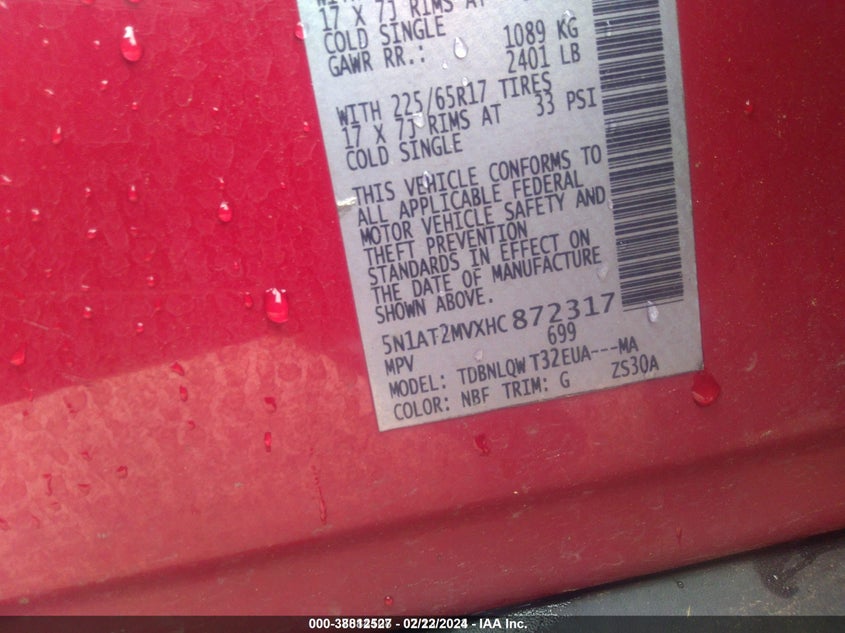 17 X 7J RIMS AT
COLD SINGLE
GAWR RR.: 1089 KG
2401 LB
WITH 225/65R17 TIRES
17 X 7J RIMS AT 33 PSI
COLD SINGLE
THIS VEHICLE CONFORMS TO
ALL APPLICABLE FEDERAL
MOTOR VEHICLE SAFETY AND
THEFT PREVENTION
STANDARDS IN EFFECT ON
THE DATE OF MANUFACTURE
SHOWN ABOVE.
5N1AT2MVXHC872317
MPV 699
MODEL: TDBNLQW T32EUA---MA
COLOR: NBF TRIM: G ZS30A
02/22/2024 - IAA Inc.